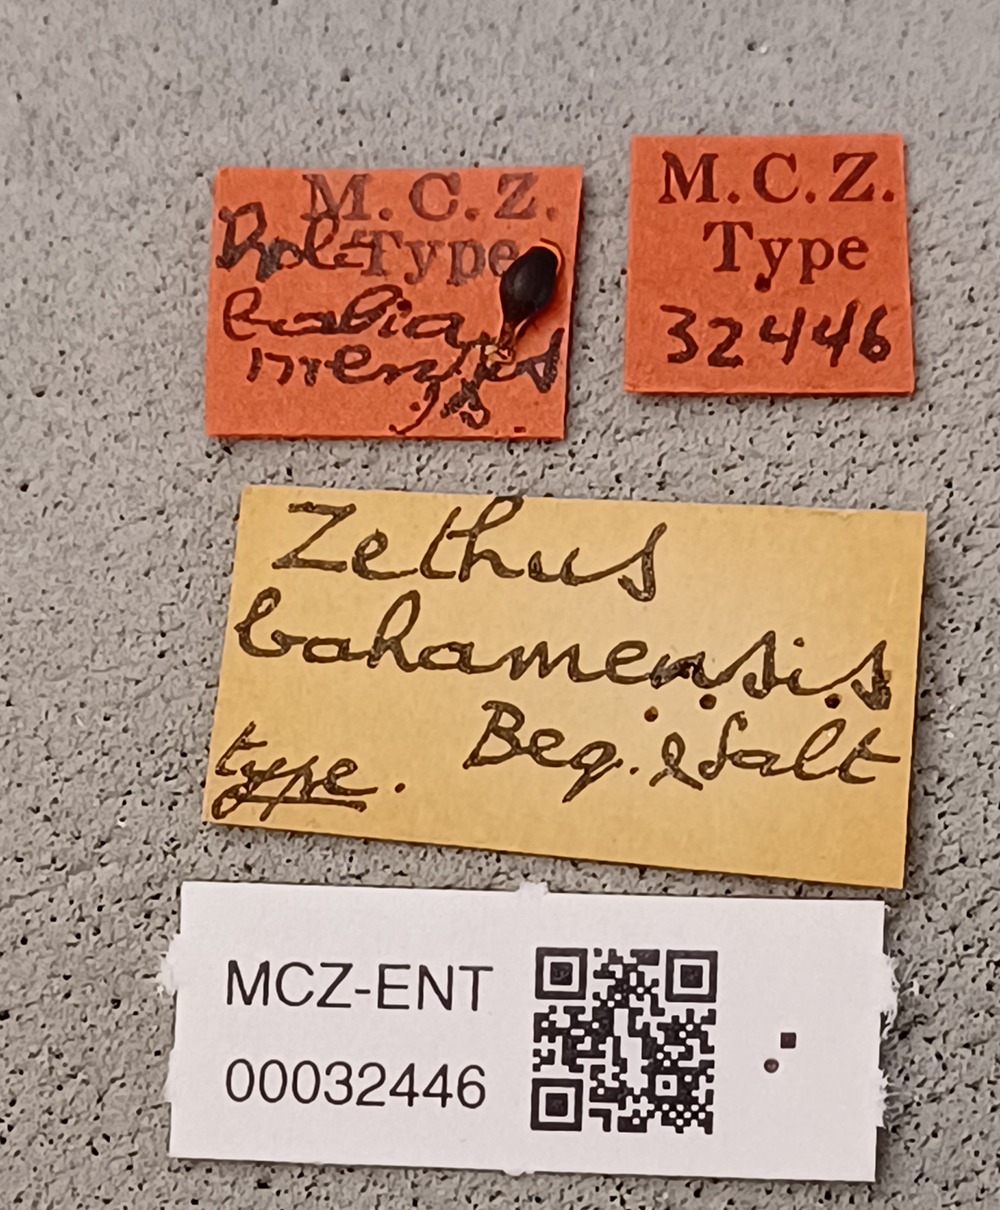 M.C.Z.
Type
M.C.Z.
Type
32446
Zethus
bahamensis
type. Beq. & Salt
MCZ-ENT
00032446